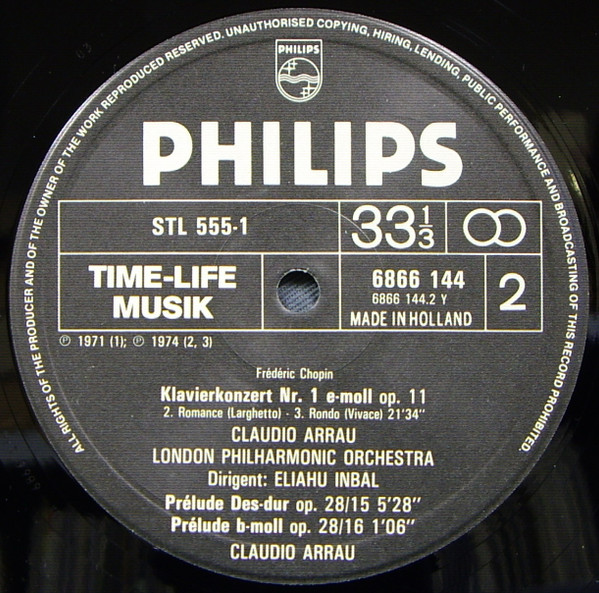 ALL RIGHTS OF THE PRODUCER AND OF THE OWNER OF THE WORK REPRODUCED RESERVED. UNAUTHORISED COPYING, HIRING, LENDING, PUBLIC PERFORMANCE AND BROADCASTING OF THIS RECORD PROHIBITED.
PHILIPS
PHILIPS
STL 555-1
33⅓
TIME-LIFE
MUSIK
6866 144
6866 144.2 Y
MADE IN HOLLAND
2
℗ 1971 (1); ℗ 1974 (2, 3)
Frédéric Chopin
Klavierkonzert Nr. 1 e-moll op. 11
2. Romance (Larghetto) - 3. Rondo (Vivace) 21'34"
CLAUDIO ARRAU
LONDON PHILHARMONIC ORCHESTRA
Dirigent: ELIAHU INBAL
Prélude Des-dur op. 28/15 5'28"
Prélude b-moll op. 28/16 1'06"
CLAUDIO ARRAU